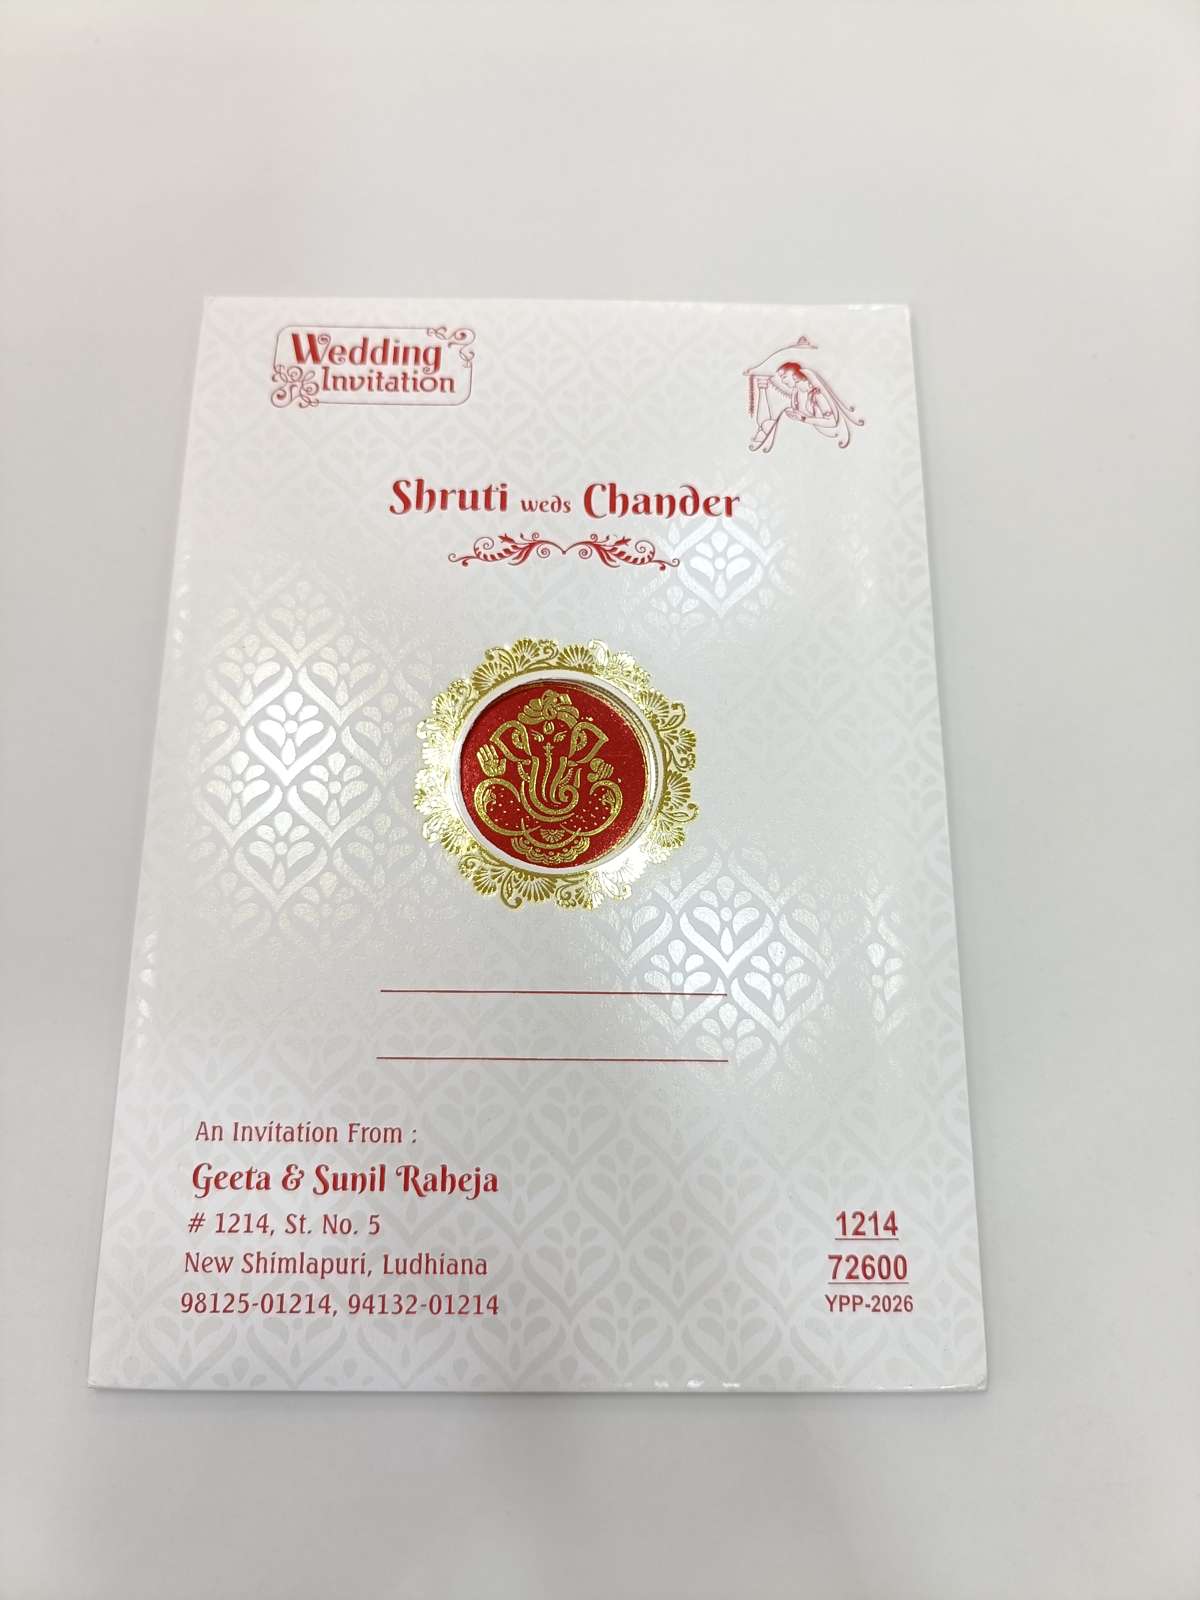 Wedding
Invitation
Shruti weds Chander
An Invitation From :
Geeta & Sunil Raheja
# 1214, St. No. 5
New Shimlapuri, Ludhiana
98125-01214, 94132-01214
1214
72600
YPP-2026